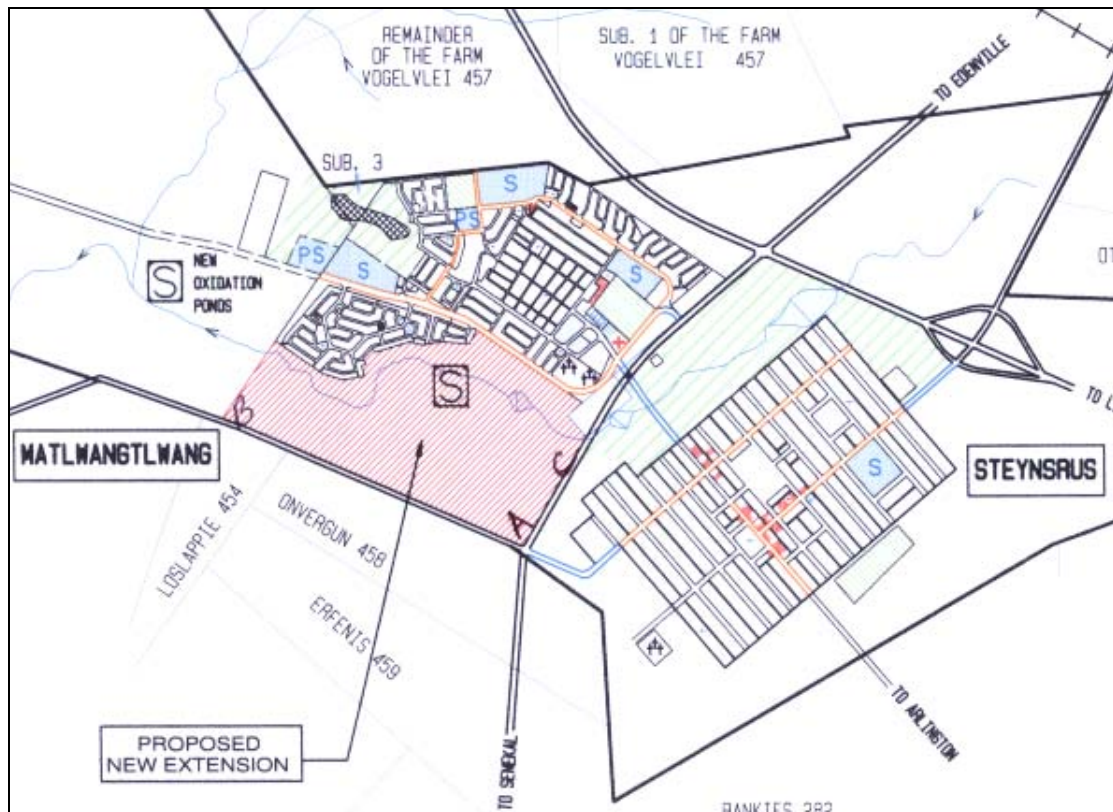 REMAINDER
OF THE FARM
VOGELVLEI 457
SUB. 1 OF THE FARM
VOGELVLEI 457
TO EDENVILLE
SUB. 3
S
PS
S
PS
S
S
NEW
OXIDATION
PONDS
S
B
C
A
TO L
MATLWANGTLWANG
STEYNSRUS
S
LOSLAPPIE 454
ONVERGUN 458
ERFENIS 459
PROPOSED
NEW EXTENSION
TO SENEKAL
TO ARLINGTON